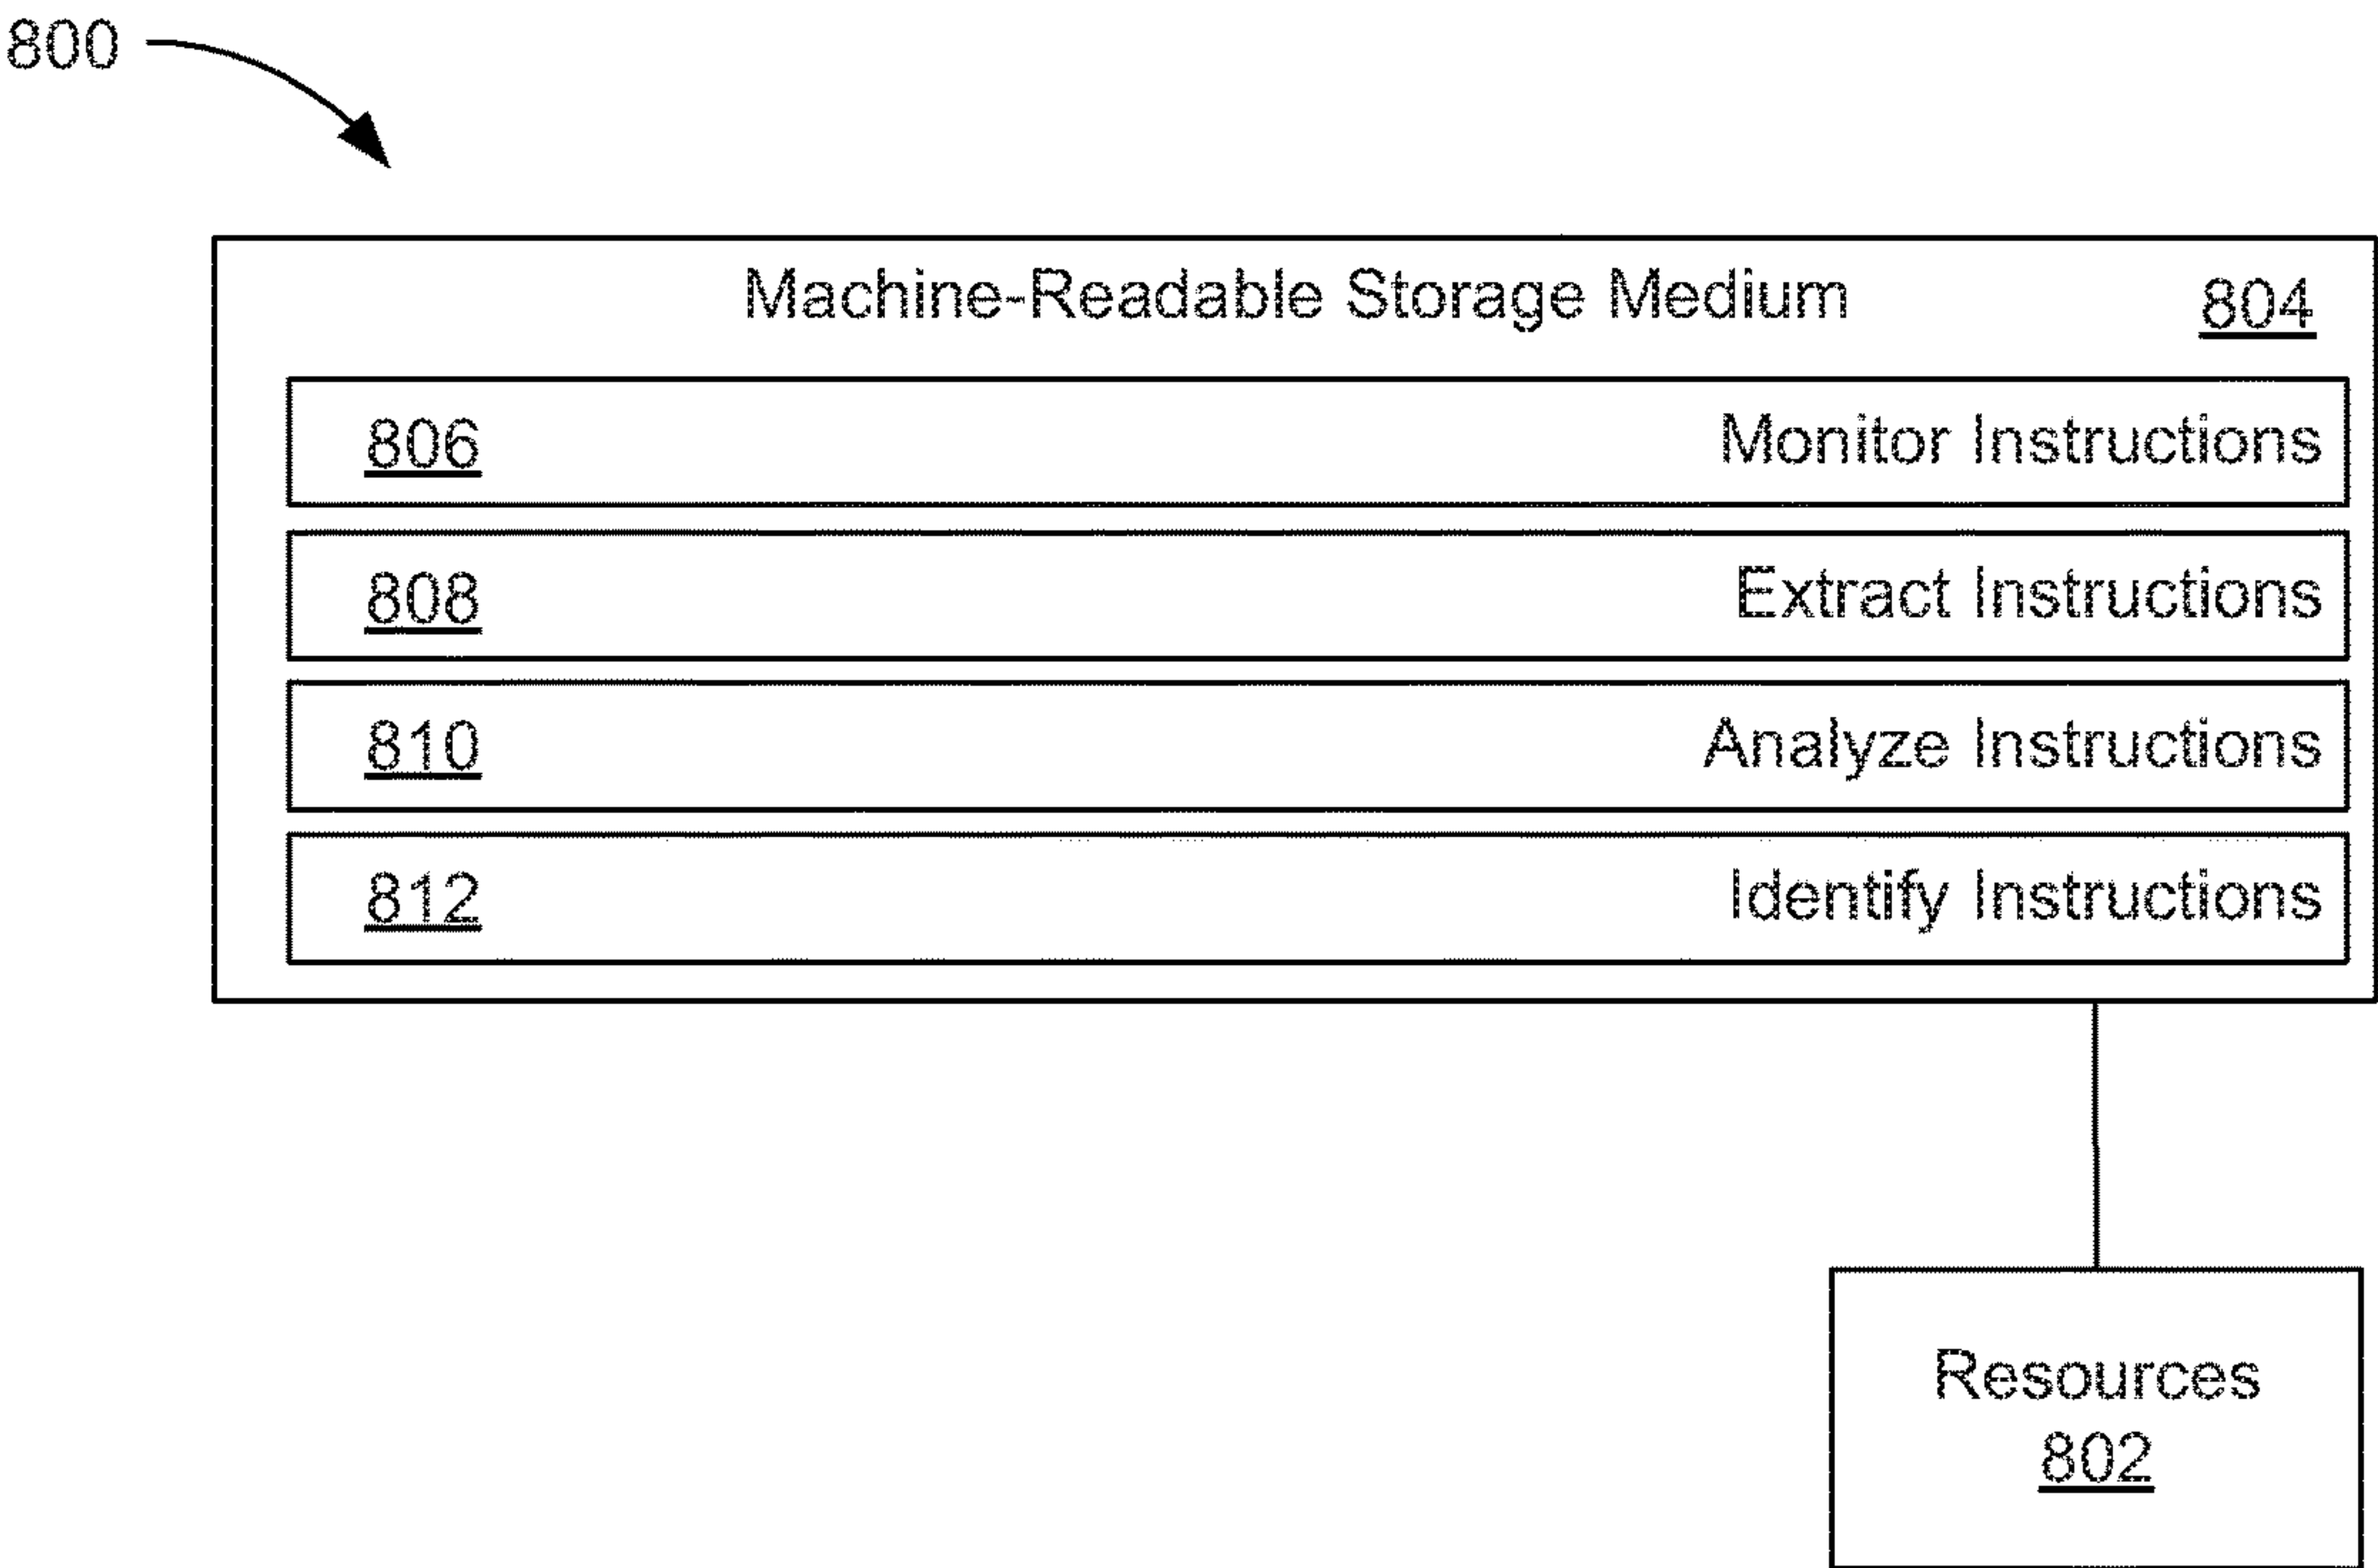 800
Machine-Readable Storage Medium 804
806 Monitor Instructions
808 Extract Instructions
810 Analyze Instructions
812 Identify Instructions
Resources
802